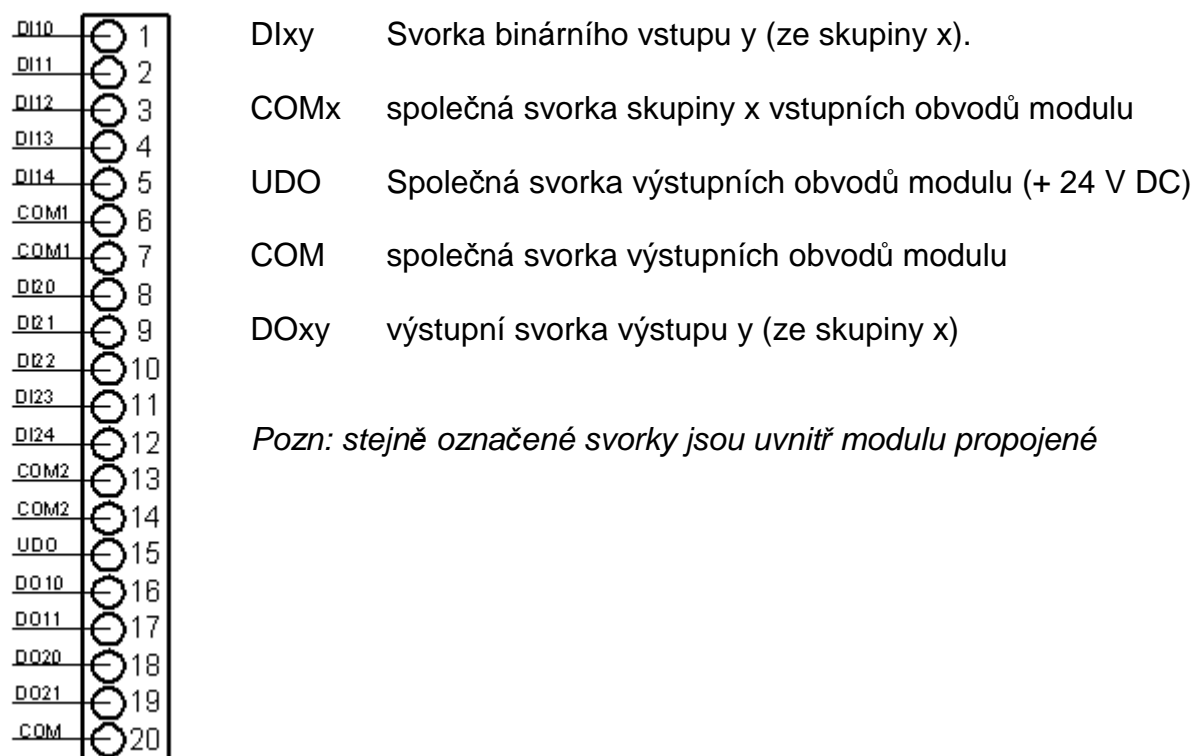 DI10 1
DI11 2
DI12 3
DI13 4
DI14 5
COM1 6
COM1 7
DI20 8
DI21 9
DI22 10
DI23 11
DI24 12
COM2 13
COM2 14
UDO 15
DO10 16
DO11 17
DO20 18
DO21 19
COM 20
DIxy Svorka binárního vstupu y (ze skupiny x).
COMx společná svorka skupiny x vstupních obvodů modulu
UDO Společná svorka výstupních obvodů modulu (+ 24 V DC)
COM společná svorka výstupních obvodů modulu
DOxy výstupní svorka výstupu y (ze skupiny x)
Pozn: stejně označené svorky jsou uvnitř modulu propojené